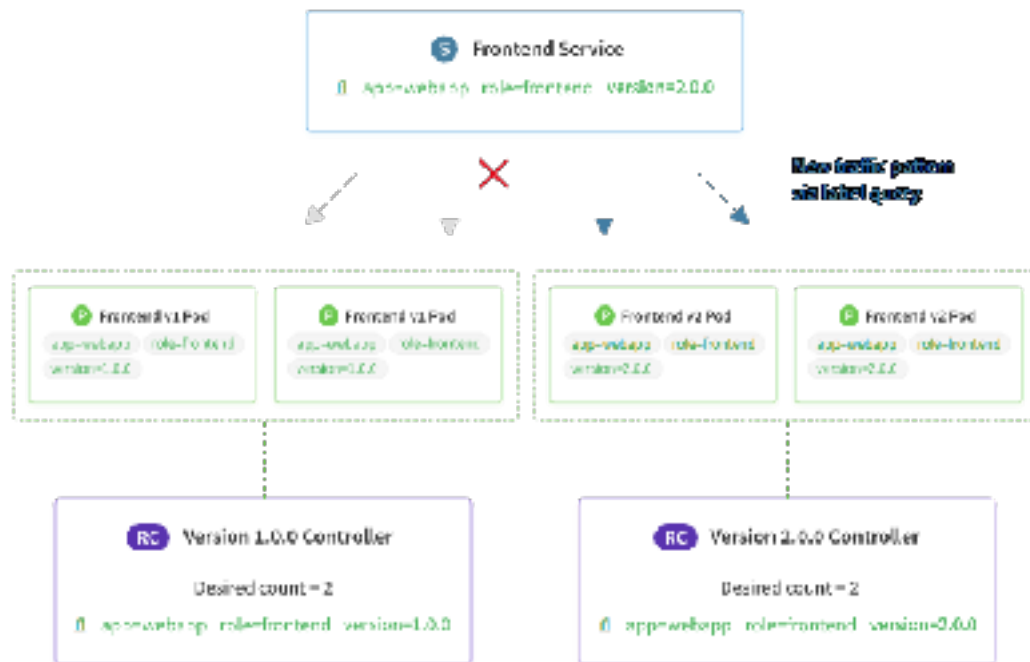 S Frontend Service
app=webapp role=frontend version=2.0.0
New traffic pattern
via label query
P Frontend v1 Pod
app=webapp role=frontend
version=1.0.0
P Frontend v1 Pod
app=webapp role=frontend
version=1.0.0
P Frontend v2 Pod
app=webapp role=frontend
version=2.0.0
P Frontend v2 Pod
app=webapp role=frontend
version=2.0.0
RC Version 1.0.0 Controller
Desired count = 2
app=webapp role=frontend version=1.0.0
RC Version 2.0.0 Controller
Desired count = 2
app=webapp role=frontend version=2.0.0